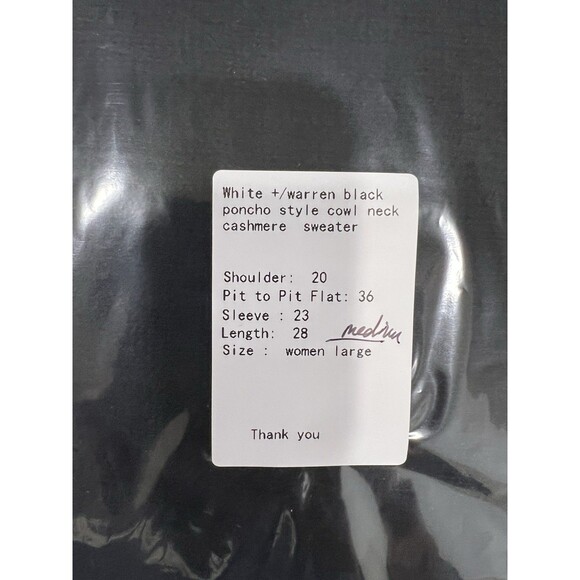 White +/warren black
poncho style cowl neck
cashmere sweater
Shoulder: 20
Pit to Pit Flat: 36
Sleeve : 23
Length: 28 medium
Size : women large
Thank you